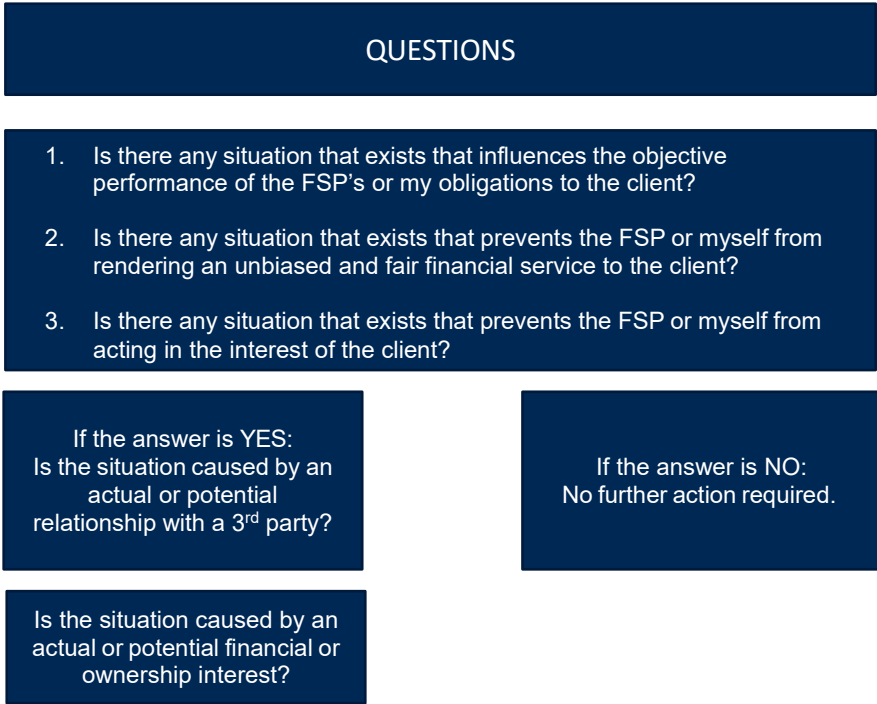 QUESTIONS
1. Is there any situation that exists that influences the objective
performance of the FSP's or my obligations to the client?
2. Is there any situation that exists that prevents the FSP or myself from
rendering an unbiased and fair financial service to the client?
3. Is there any situation that exists that prevents the FSP or myself from
acting in the interest of the client?
If the answer is YES:
Is the situation caused by an
actual or potential
relationship with a 3rd party?
If the answer is NO:
No further action required.
Is the situation caused by an
actual or potential financial or
ownership interest?